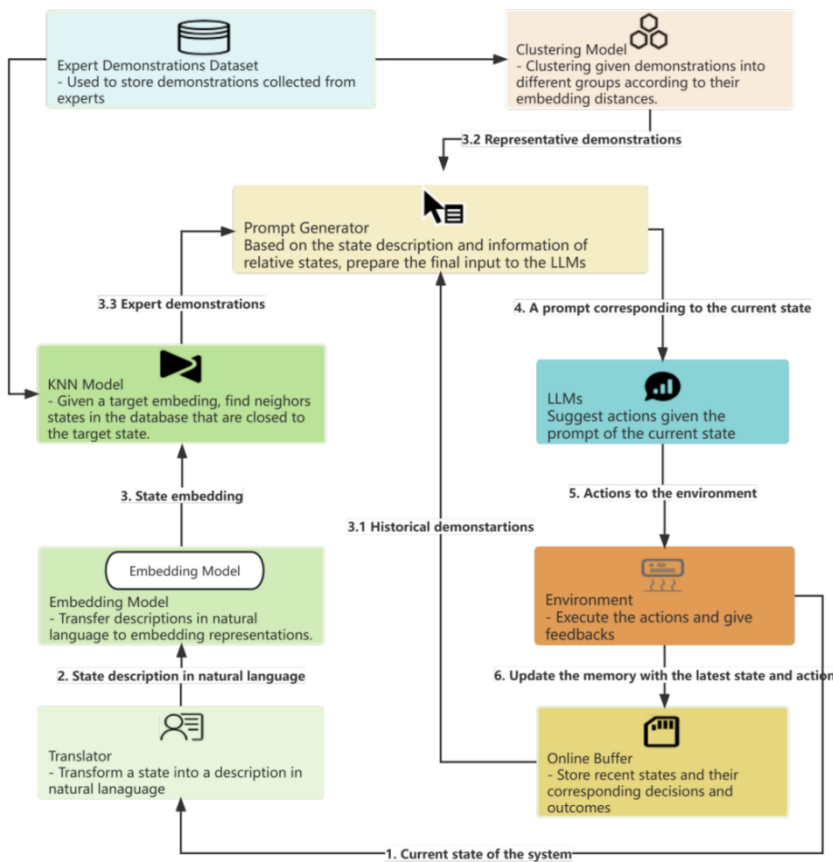 Expert Demonstrations Dataset
- Used to store demonstrations collected from
experts
Clustering Model
- Clustering given demonstrations into
different groups according to their
embedding distances.
3.2 Representative demonstrations
Prompt Generator
Based on the state description and information of
relative states, prepare the final input to the LLMs
3.3 Expert demonstrations
4. A prompt corresponding to the current state
KNN Model
- Given a target embeding, find neighors
states in the database that are closed to
the target state.
LLMs
Suggest actions given the
prompt of the current state
3. State embedding
5. Actions to the environment
3.1 Historical demonstartions
Embedding Model
Embedding Model
- Transfer descriptions in natural
language to embedding representations.
Environment
- Execute the actions and give
feedbacks
2. State description in natural language
6. Update the memory with the latest state and action
Translator
- Transform a state into a description in
natural lanaguage
Online Buffer
- Store recent states and their
corresponding decisions and
outcomes
1. Current state of the system